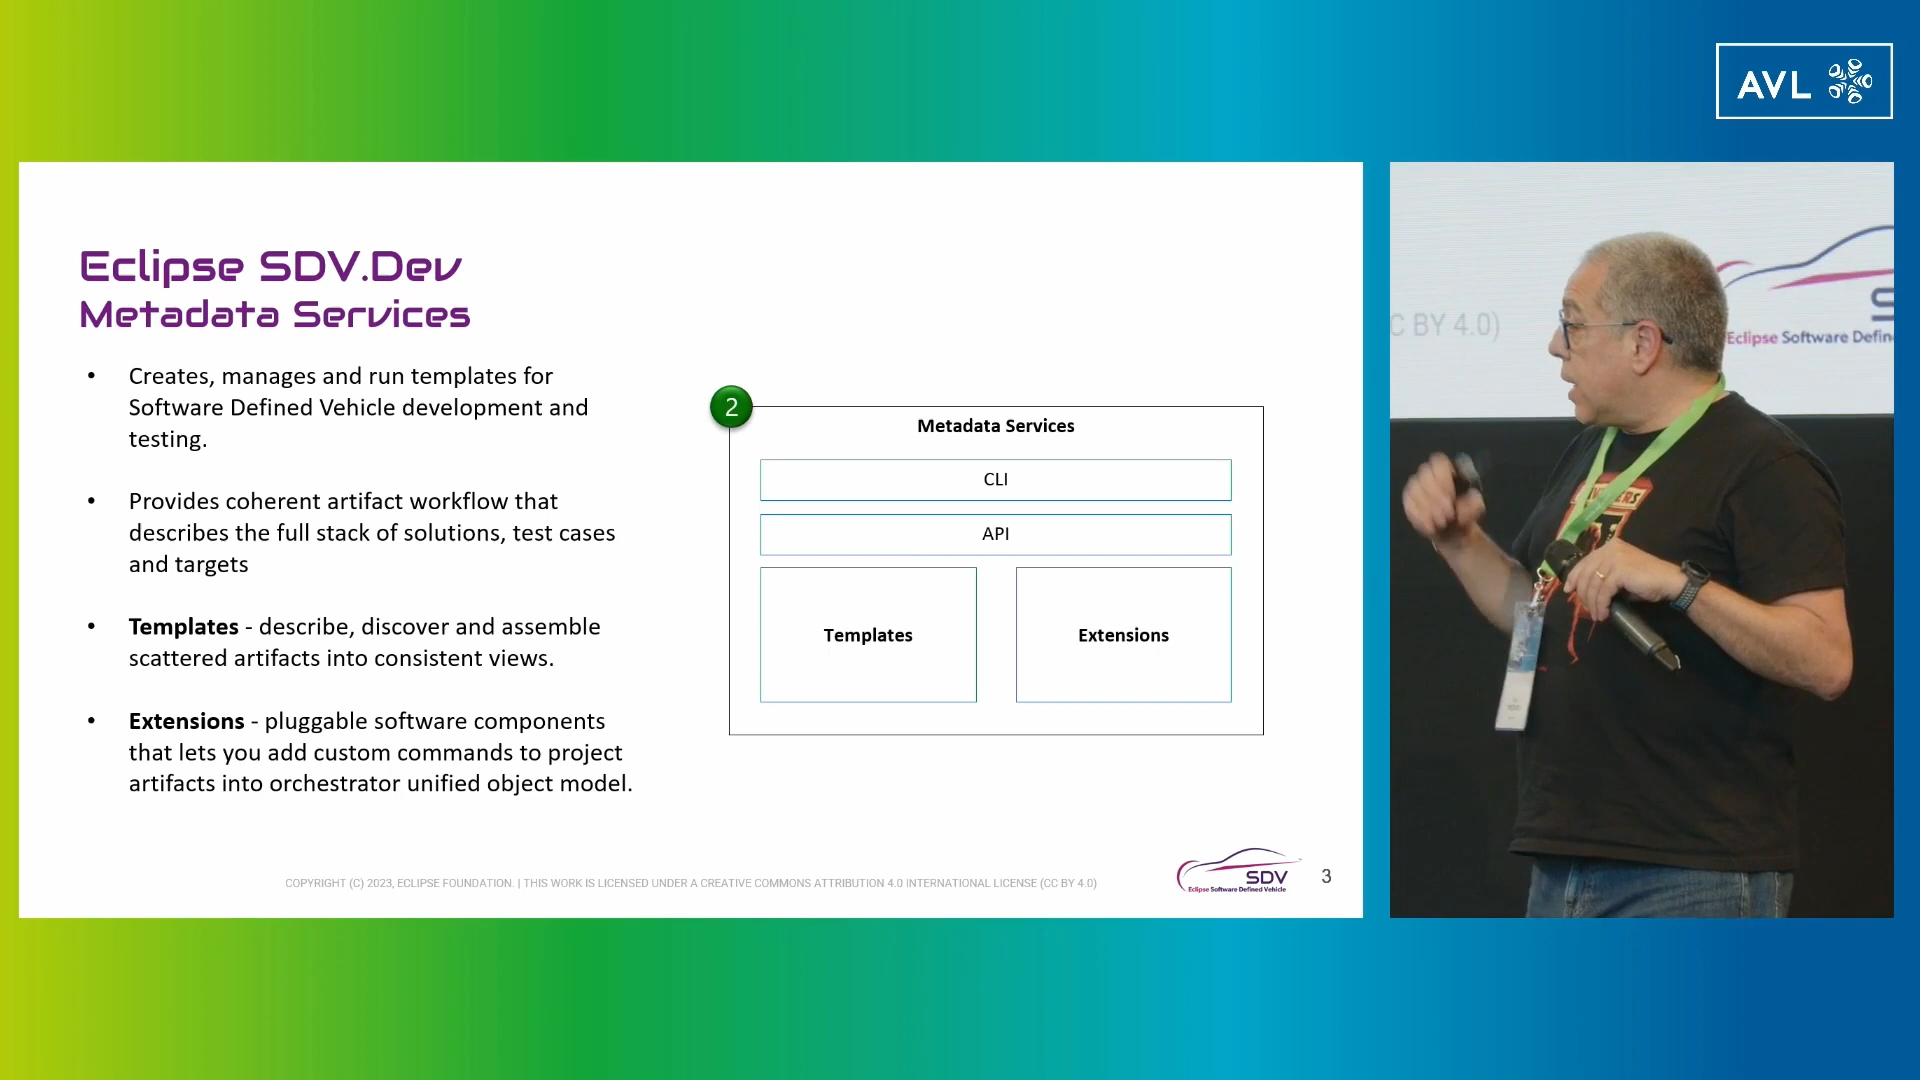 AVL
Eclipse SDV.Dev
Metadata Services
• Creates, manages and run templates for
Software Defined Vehicle development and
testing.
• Provides coherent artifact workflow that
describes the full stack of solutions, test cases
and targets
• Templates - describe, discover and assemble
scattered artifacts into consistent views.
• Extensions - pluggable software components
that lets you add custom commands to project
artifacts into orchestrator unified object model.
2
Metadata Services
CLI
API
Templates
Extensions
COPYRIGHT (C) 2023, ECLIPSE FOUNDATION. | THIS WORK IS LICENSED UNDER A CREATIVE COMMONS ATTRIBUTION 4.0 INTERNATIONAL LICENSE (CC BY 4.0)
SDV
Eclipse Software Defined Vehicle
3
C BY 4.0)
S
Eclipse Software Defin